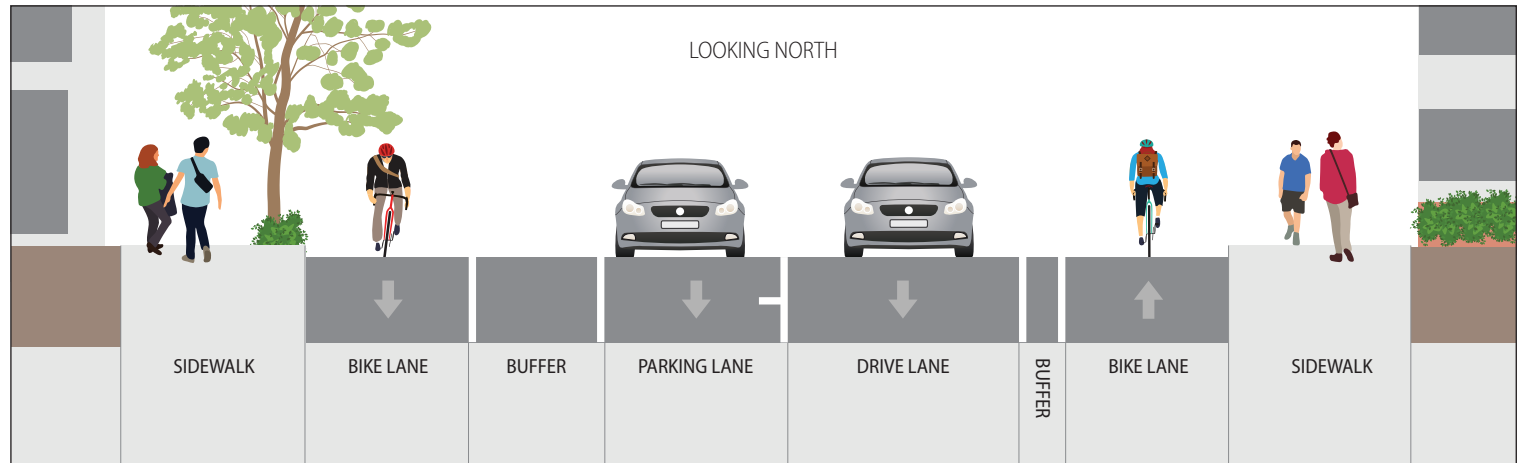 LOOKING NORTH
SIDEWALK
BIKE LANE
BUFFER
PARKING LANE
DRIVE LANE
BUFFER
BIKE LANE
SIDEWALK